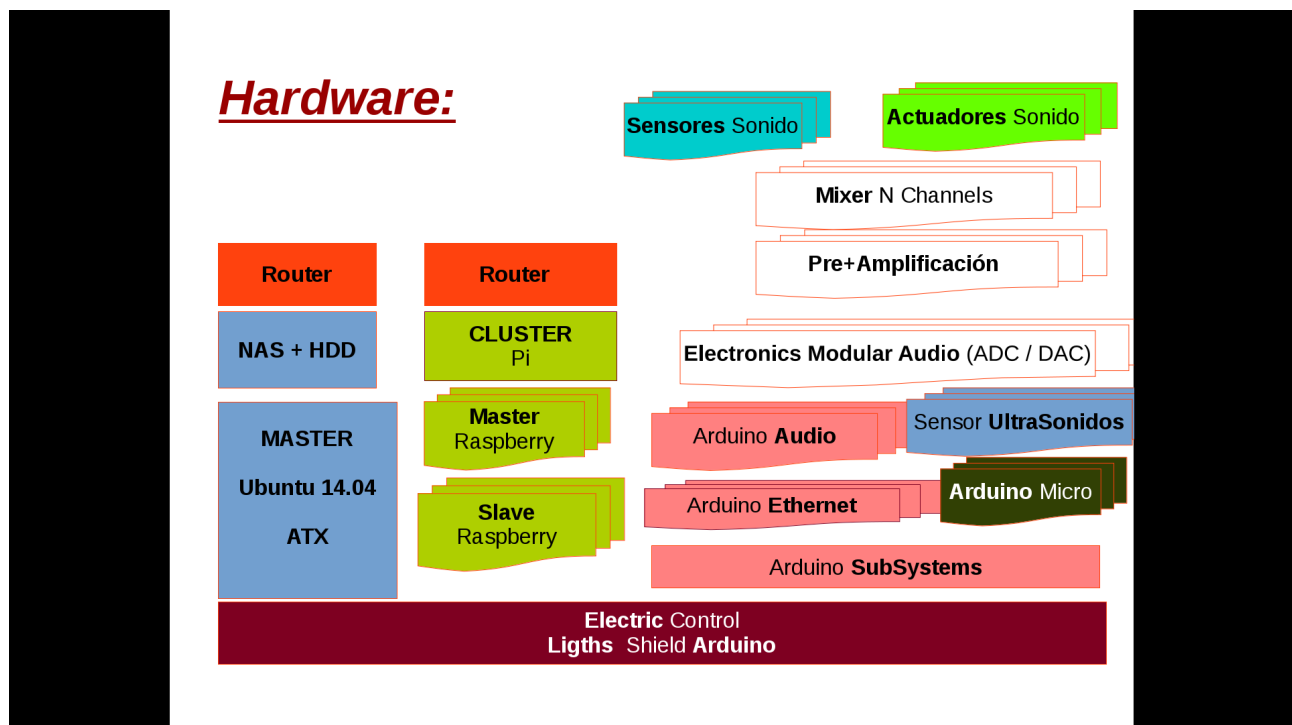 Hardware:
Sensores Sonido
Actuadores Sonido
Mixer N Channels
Pre+Amplificación
Router
Router
NAS + HDD
CLUSTER
Pi
Electronics Modular Audio (ADC / DAC)
MASTER
Ubuntu 14.04
ATX
Master
Raspberry
Slave
Raspberry
Arduino Audio
Sensor UltraSonidos
Arduino Ethernet
Arduino Micro
Arduino SubSystems
Electric Control
Ligths Shield Arduino